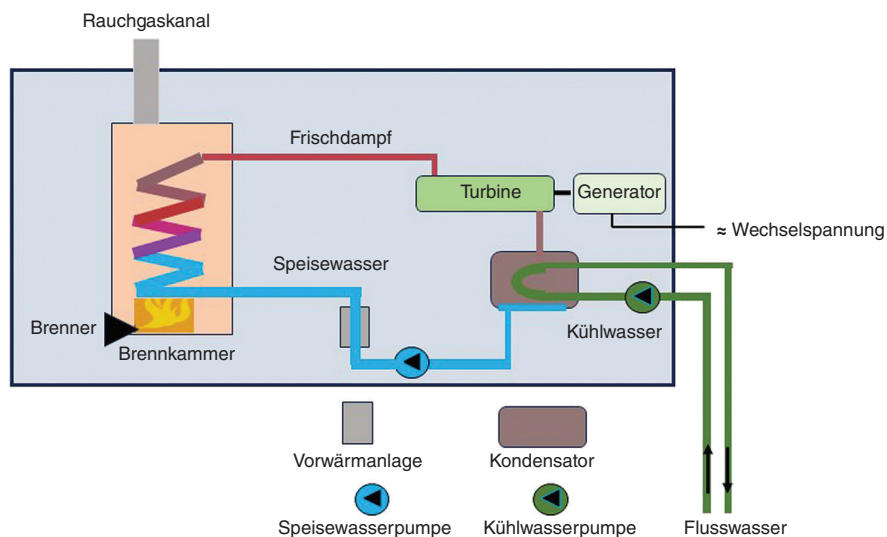 Rauchgaskanal
Frischdampf
Turbine
Generator
≈ Wechselspannung
Speisewasser
Brenner
Kühlwasser
Brennkammer
Vorwärmanlage
Kondensator
Speisewasserpumpe
Kühlwasserpumpe
Flusswasser